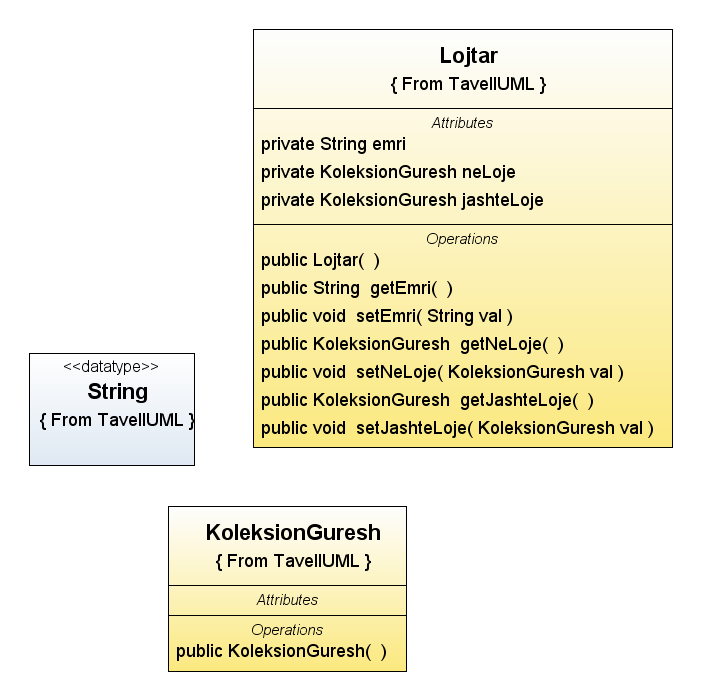 Lojtar
{ From TavellUML }
Attributes
private String emri
private KoleksionGuresh neLoje
private KoleksionGuresh jashteLoje
Operations
public Lojtar( )
public String getEmri( )
public void setEmri( String val )
public KoleksionGuresh getNeLoje( )
public void setNeLoje( KoleksionGuresh val )
public KoleksionGuresh getJashteLoje( )
public void setJashteLoje( KoleksionGuresh val )
<<datatype>>
String
{ From TavellUML }
KoleksionGuresh
{ From TavellUML }
Attributes
Operations
public KoleksionGuresh( )